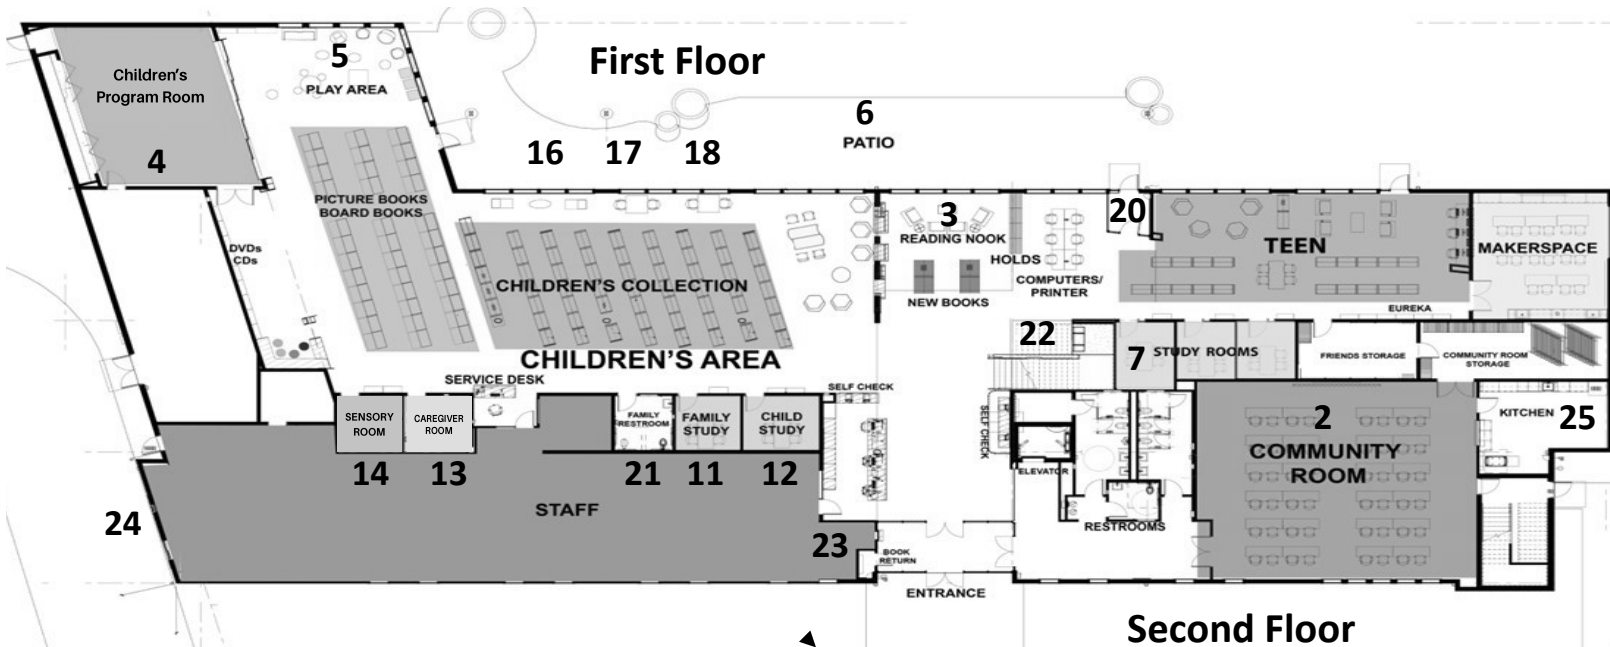 First Floor
5
PLAY AREA
Children's
Program Room
4
6
PATIO
16
17
18
PICTURE BOOKS
BOARD BOOKS
DVDs
CDs
3
READING NOOK
20
TEEN
MAKERSPACE
HOLDS
COMPUTERS/
PRINTER
NEW BOOKS
CHILDREN'S COLLECTION
EUREKA
CHILDREN'S AREA
22
7
STUDY ROOMS
FRIENDS STORAGE
COMMUNITY ROOM
STORAGE
SERVICE DESK
SELF CHECK
SENSORY
ROOM
CAREGIVER
ROOM
FAMILY
RESTROOM
FAMILY
STUDY
CHILD
STUDY
SELF CHECK
2
COMMUNITY
ROOM
KITCHEN
25
14
13
21
11
12
ELEVATOR
24
STAFF
23
RESTROOMS
BOOK
RETURN
ENTRANCE
Second Floor